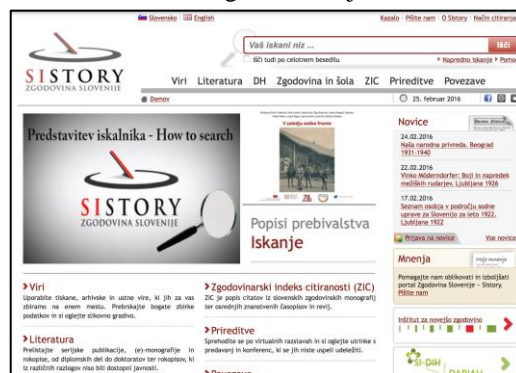 Slovensko English
Kazalo Pišite nam O Sistory Način citiranja
Vaš iskani niz ...
Išči
Išči tudi po celotnem besedilu
Napredno iskanje
SISTORY
ZGODOVINA SLOVENIJE
Viri Literatura DH Zgodovina in šola ZIC Prireditve Povezave
Domov
25. februar 2016
Predstavitev iskalnika - How to search
SISTORY
ZGODOVINA SLOVENIJE
Popisi prebivalstva
Iskanje
Novice
24.02.2016
Naša narodna privreda. Beograd
1931-1940
22.02.2016
Vinko Möderndorfer: Boji in napredek
mežiških rudarjev. Ljubljana 1926
17.02.2016
Seznam osobja v področju sodne
uprave za Slovenijo za leto 1922.
Ljubljana 1922
Prijava na novice
Vse novice
Mnenja
Moje mnenje
Pomagajte nam oblikovati in izboljšati
portal Zgodovina Slovenije - Sistory.
Pišite nam
Inštitut za novejšo zgodovino
SI-DIH
Viri
Uporabite tiskane, arhivske in ustne vire, ki jih za vas
zbiramo na enem mestu. Prebrskajte bogate zbirke
podatkov in si oglejte slikovno gradivo.
Zgodovinarski indeks citiranosti (ZIC)
ZIC je popis citatov iz slovenskih zgodovinskih monografij
ter osrednjih znanstvenih časopisov in revij.
Literatura
Prelistajte serijske publikacije, (e)-monografije in
rokopise, od diplomskih del do doktoratov ter rokopisov, ki
iz različnih razlogov niso bili dostopni javnosti.
Prireditve
Sprehodite se po virtualnih razstavah in si oglejte utrinke s
predavanj in konferenc, ki se jih niste uspeli udeležiti.